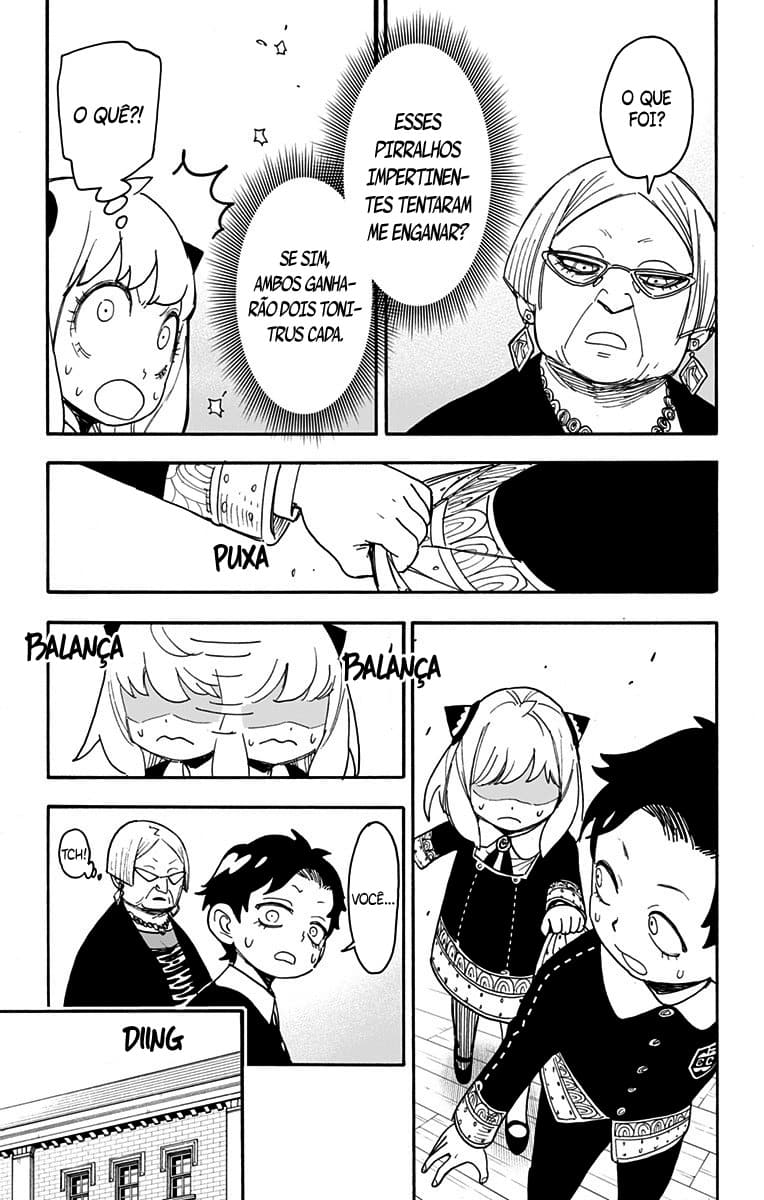 O QUE
FOI?
ESSES
PIRRALHOS
IMPERTINEN-
TES TENTARAM
ME ENGANAR?
SE SIM,
AMBOS GANHA-
RÃO DOIS TONI-
TRUS CADA.
O QUÊ?!
PUXA
BALANÇA
BALANÇA
VOCÊ...
TCH!
DIING